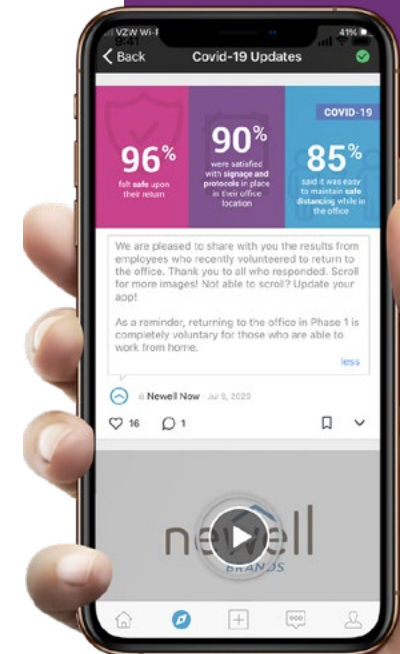 VZW Wi-F
9:41
41%
Back
Covid-19 Updates
COVID-19
96%
felt safe upon
their return
90%
were satisfied
with signage and
protocols in place
in their office
location
85%
said it was easy
to maintain safe
distancing while in
the office
We are pleased to share with you the results from
employees who recently volunteered to return to
the office. Thank you to all who responded. Scroll
for more images! Not able to scroll? Update your
app!
As a reminder, returning to the office in Phase 1 is
completely voluntary for those who are able to
work from home.
less
Newell Now · Jul 9, 2020
16
1
newell
BRANDS